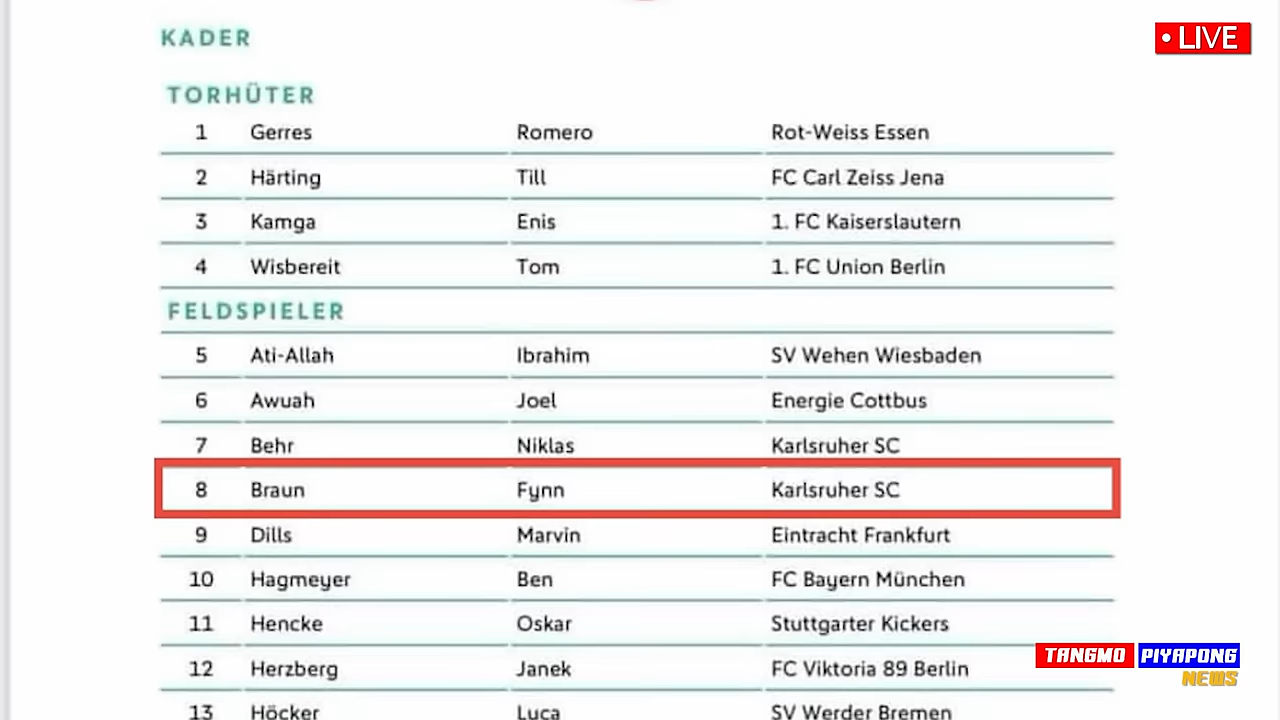 KADER
• LIVE
TORHÜTER
1 Gerres Romero Rot-Weiss Essen
2 Härting Till FC Carl Zeiss Jena
3 Kamga Enis 1. FC Kaiserslautern
4 Wisbereit Tom 1. FC Union Berlin
FELDSPIELER
5 Ati-Allah Ibrahim SV Wehen Wiesbaden
6 Awuah Joel Energie Cottbus
7 Behr Niklas Karlsruher SC
8 Braun Fynn Karlsruher SC
9 Dills Marvin Eintracht Frankfurt
10 Hagmeyer Ben FC Bayern München
11 Hencke Oskar Stuttgarter Kickers
12 Herzberg Janek FC Viktoria 89 Berlin
13 Höcker Luca SV Werder Bremen
TANGMO PIYAPONG
NEWS